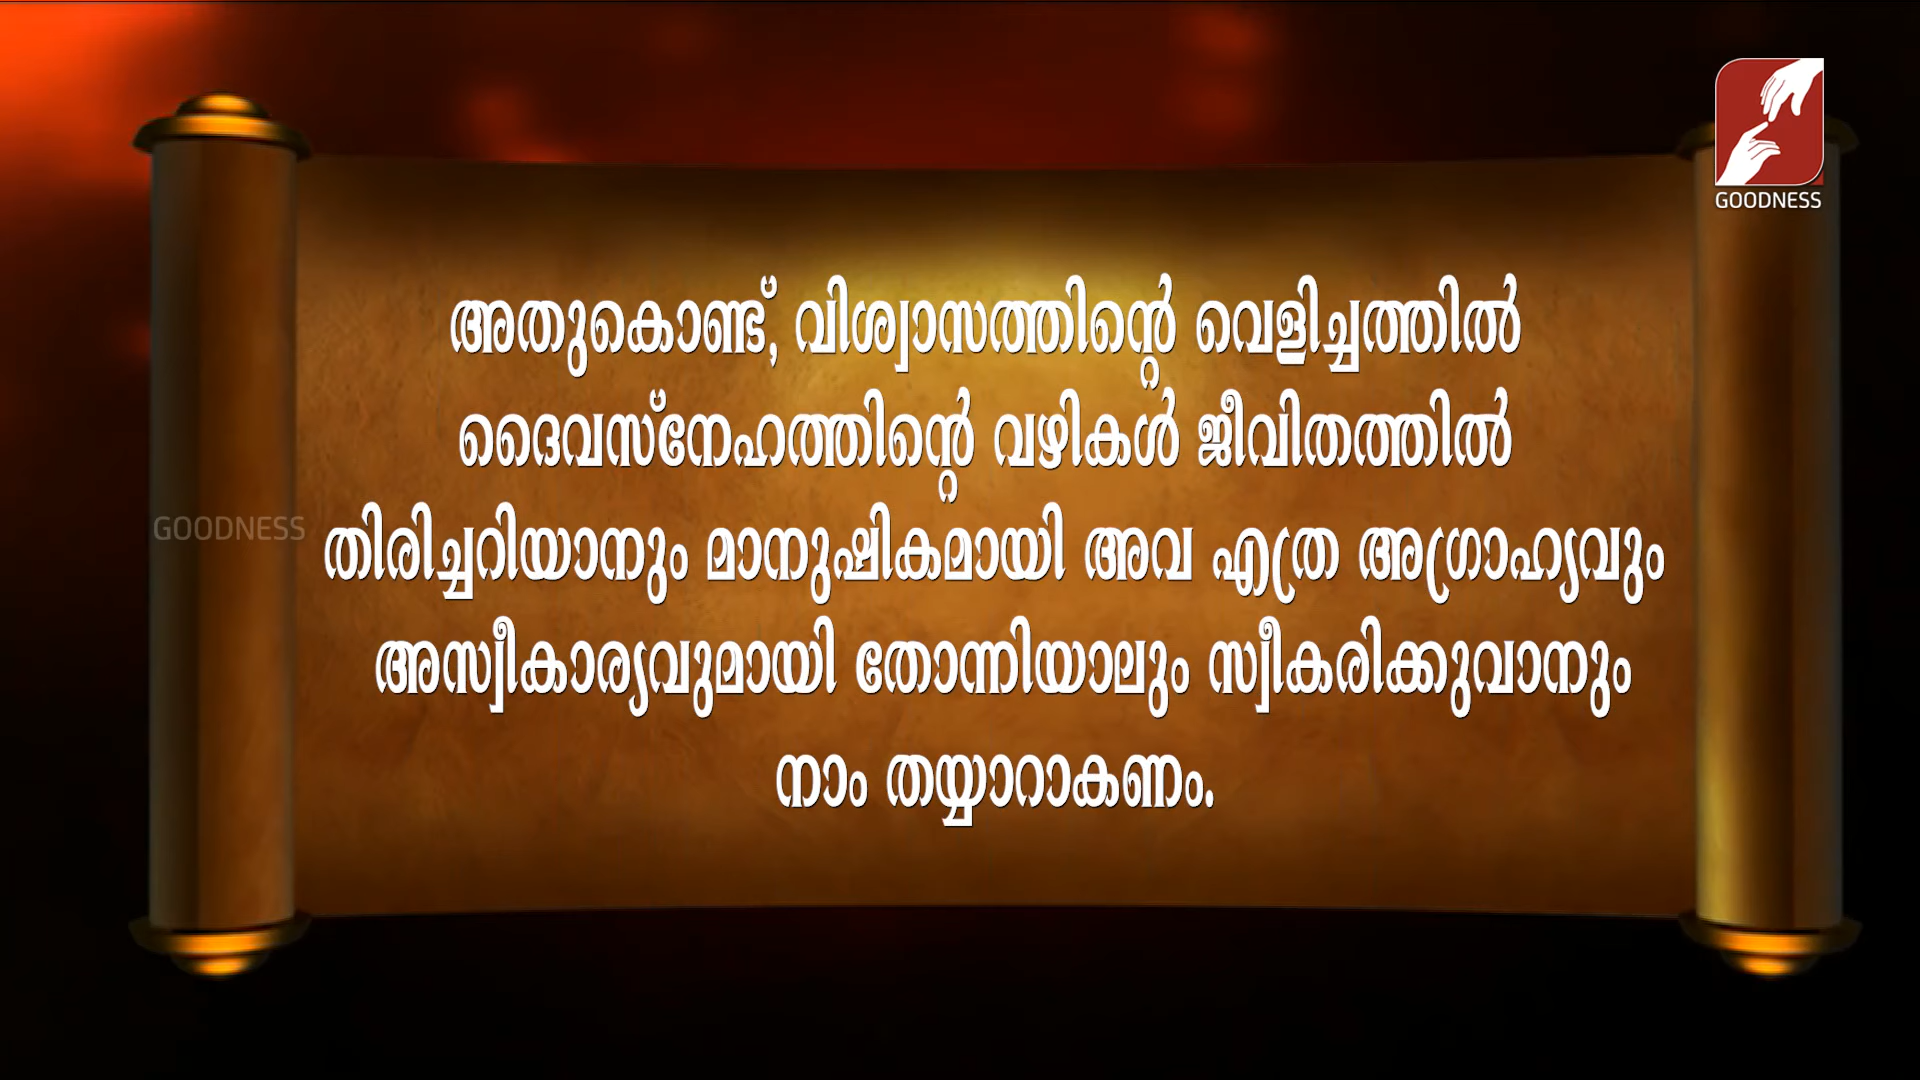 GOODNESS
അതുകൊണ്ട്, വിശ്വാസത്തിന്റെ വെളിച്ചത്തിൽ
ദൈവസ്നേഹത്തിന്റെ വഴികൾ ജീവിതത്തിൽ
GOODNESS
തിരിച്ചറിയാനും മാനുഷികമായി അവ എത്ര അഗ്രാഹ്യവും
അസ്വീകാര്യവുമായി തോന്നിയാലും സ്വീകരിക്കുവാനും
നാം തയ്യാറാകണം.